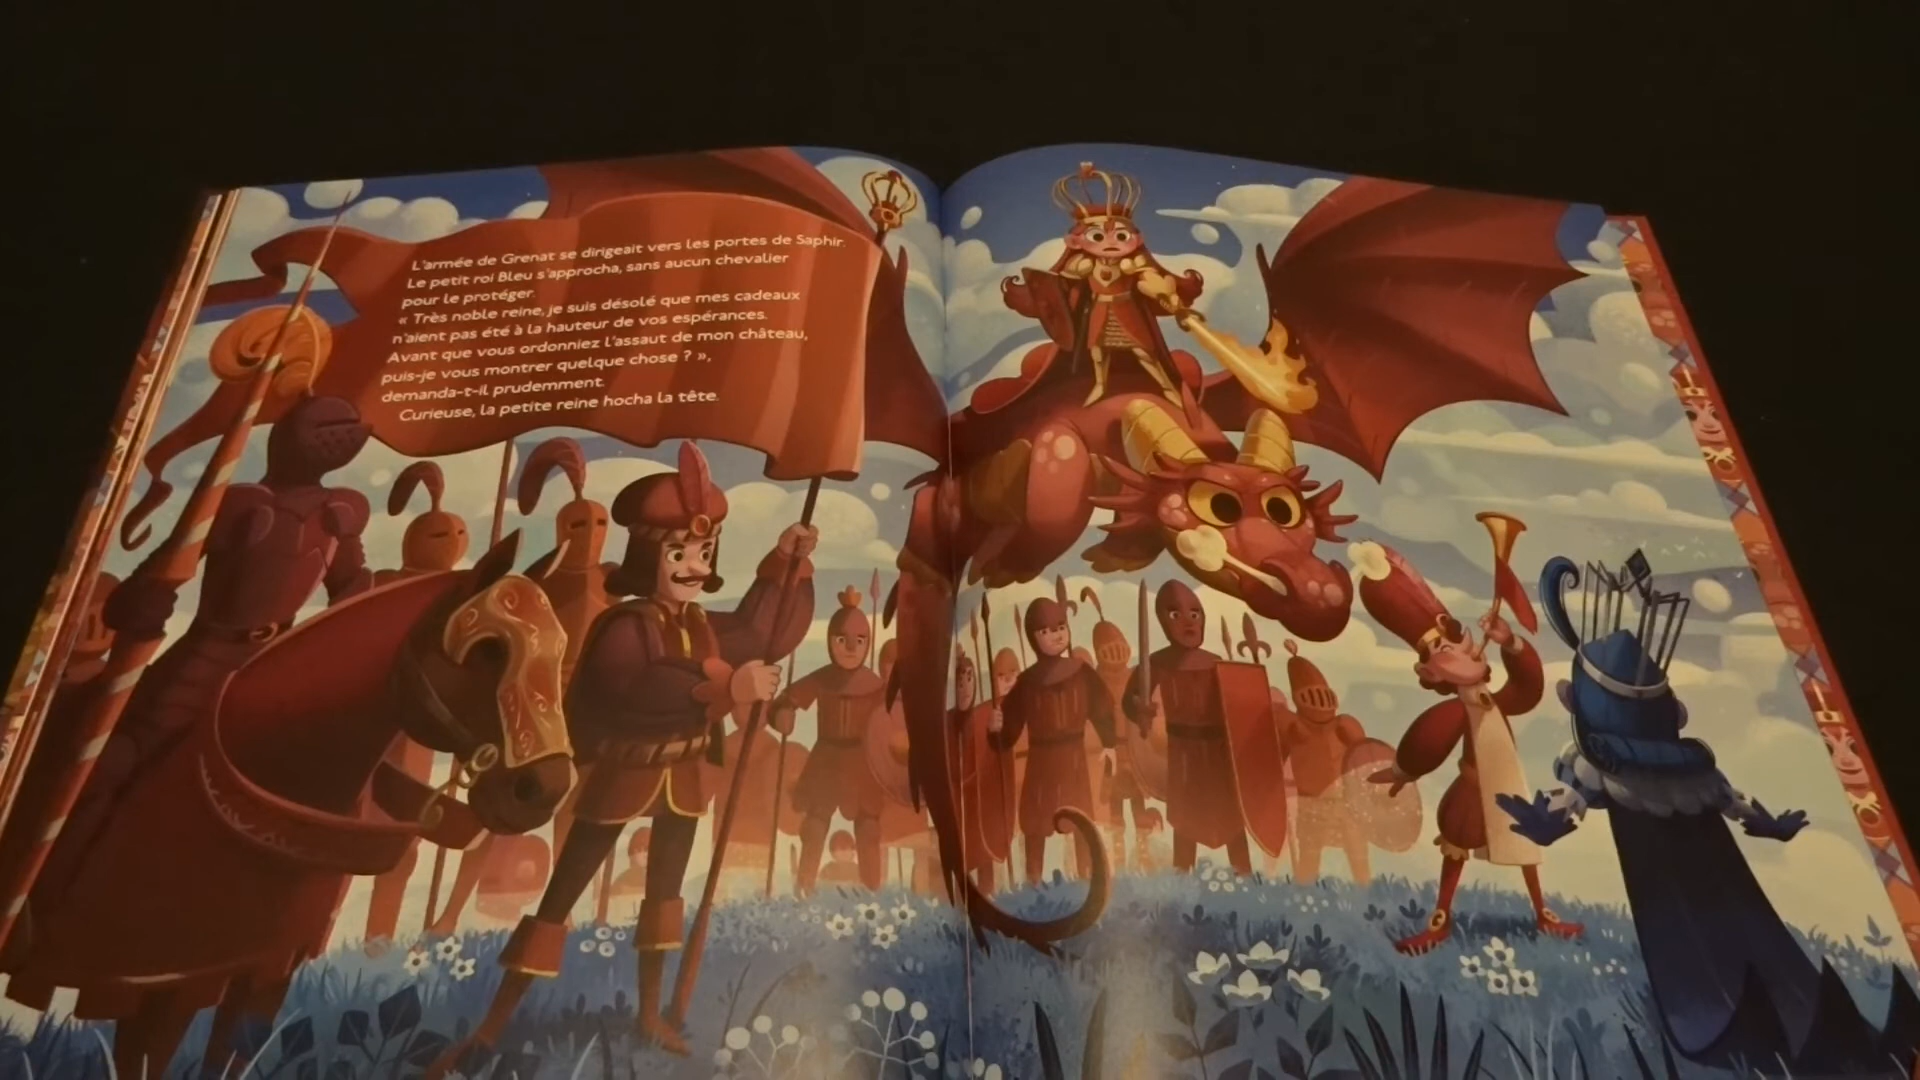 L'armée de Grenat se dirigeait vers les portes de Saphir.
Le petit roi Bleu s'approcha, sans aucun chevalier
pour le protéger.
« Très noble reine, je suis désolé que mes cadeaux
n'aient pas été à la hauteur de vos espérances.
Avant que vous ordonniez l'assaut de mon château,
puis-je vous montrer quelque chose ? »,
demanda-t-il prudemment.
Curieuse, la petite reine hocha la tête.